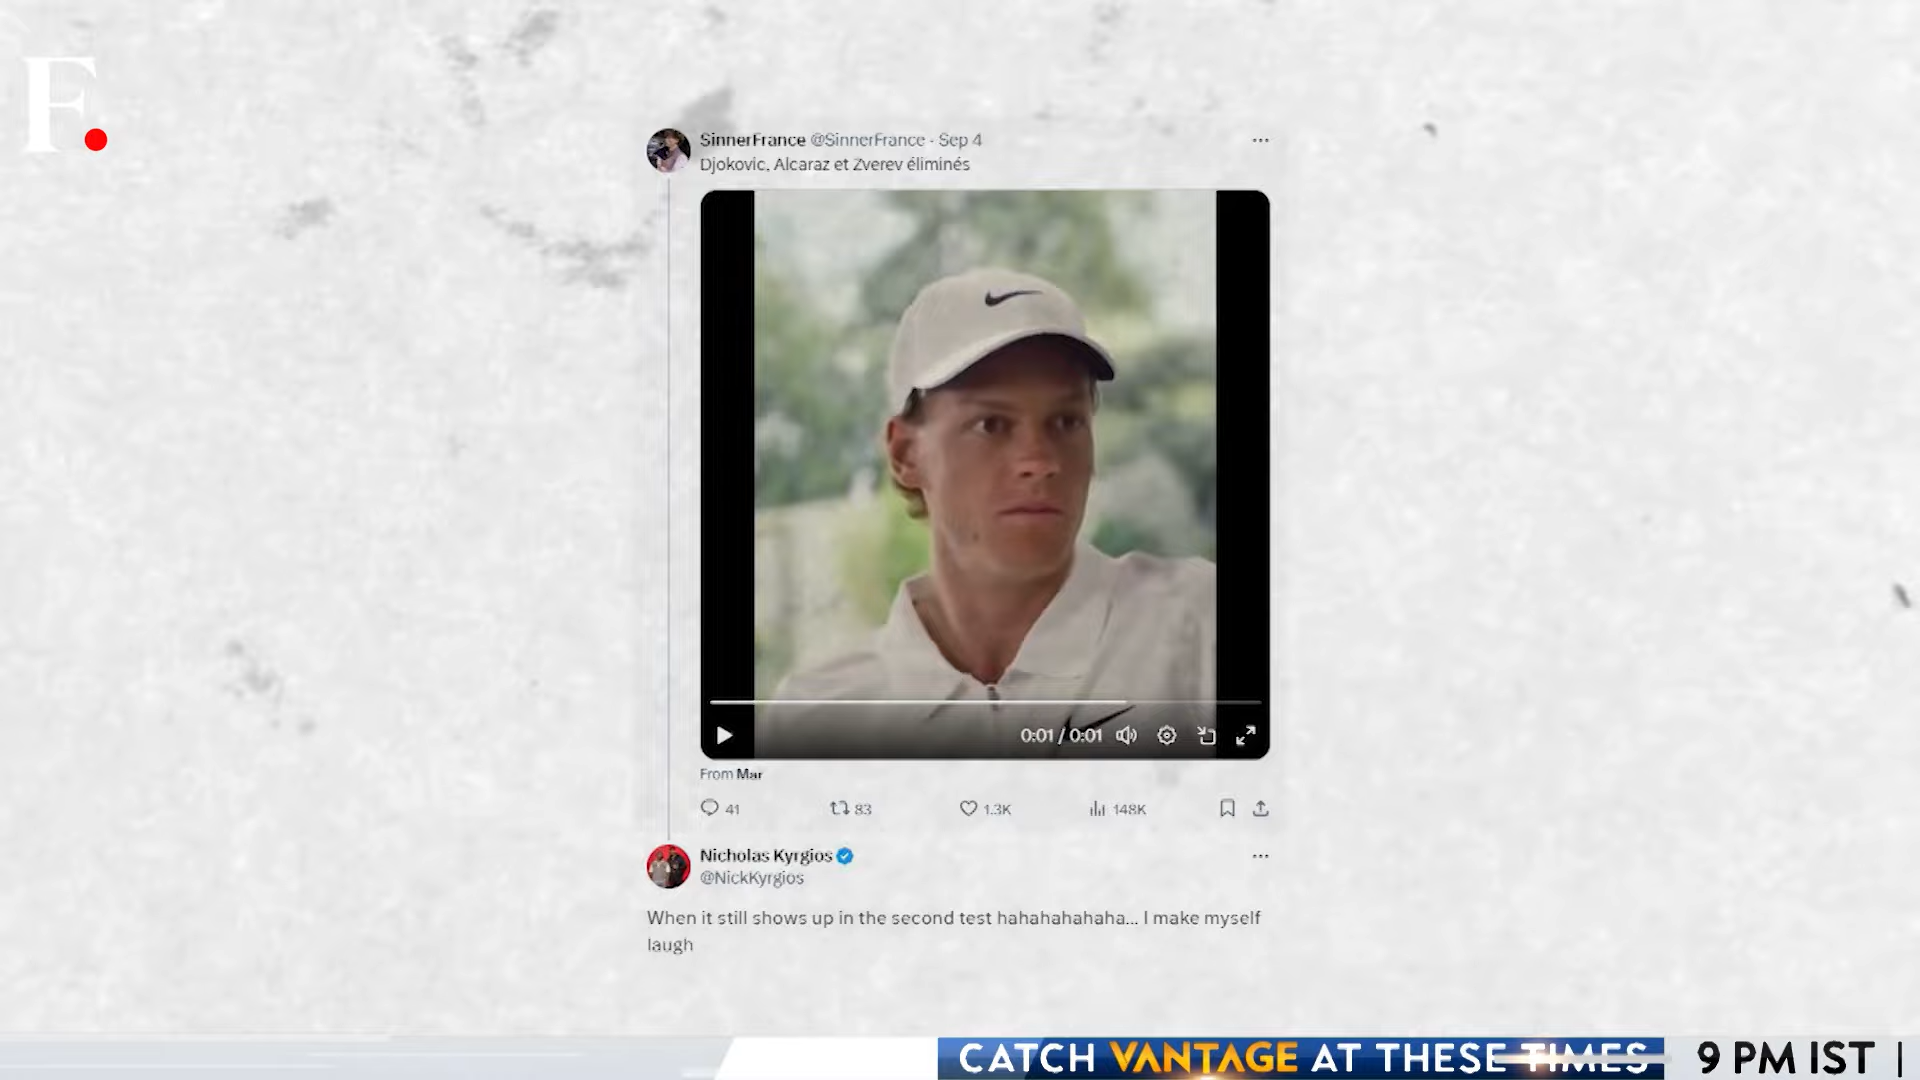 F.
SinnerFrance @SinnerFrance · Sep 4
Djokovic, Alcaraz et Zverev éliminés
0:01 / 0:01
From Mar
41 83 1.3K 148K
Nicholas Kyrgios
@NickKyrgios
When it still shows up in the second test hahahahahaha... I make myself
laugh
CATCH VANTAGE AT THESE TIMES 9 PM IST |